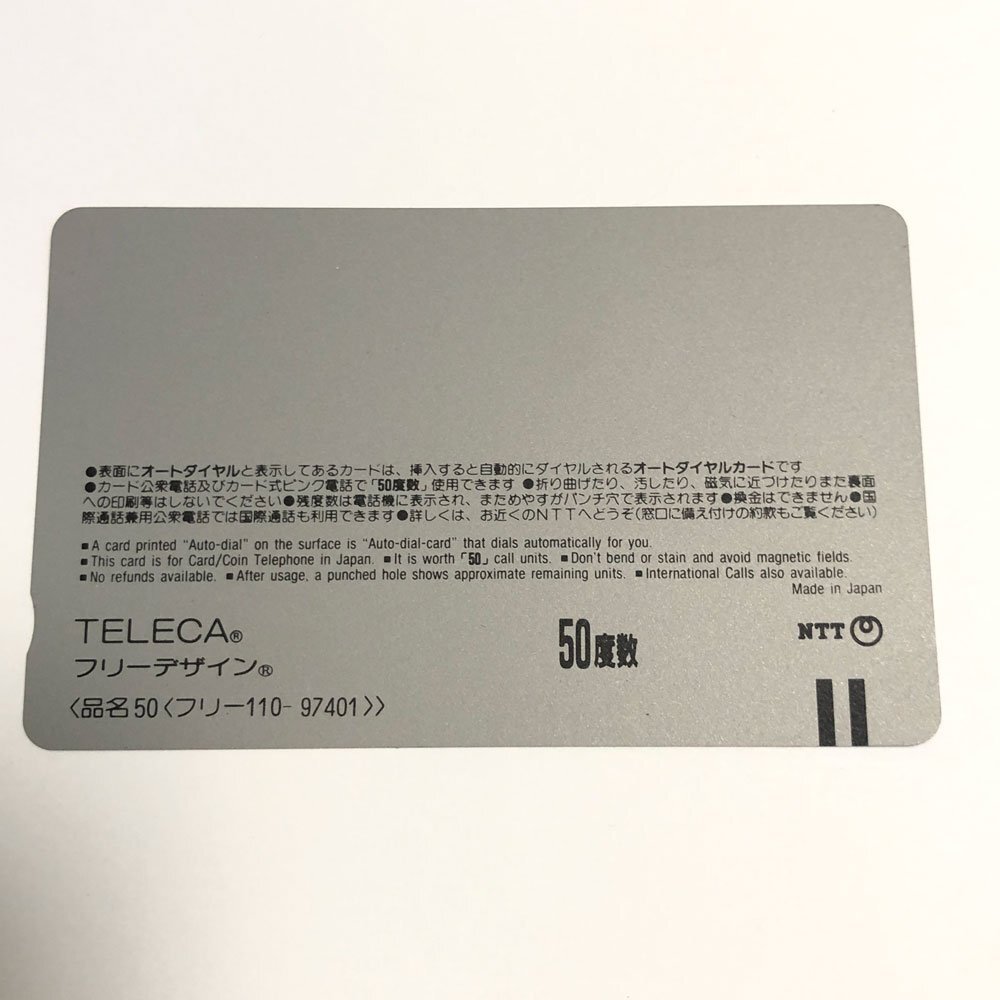 ●表面にオートダイヤルと表示してあるカードは、挿入すると自動的にダイヤルされるオートダイヤルカードです
●カード公衆電話及びカード式ピンク電話で「50度数」使用できます ●折り曲げたり、汚したり、磁気に近づけたりまた裏面
への印刷等はしないでください●残度数は電話機に表示され、まためやすがパンチ穴で表示されます●換金はできません●国
際通話兼用公衆電話では国際通話も利用できます●詳しくは、お近くのNTTへどうぞ(窓口に備え付けの約款もご覧ください)
■ A card printed "Auto-dial" on the surface is "Auto-dial-card" that dials automatically for you.
■ This card is for Card/Coin Telephone in Japan. ■ It is worth「50」call units. ■ Don't bend or stain and avoid magnetic fields.
■ No refunds available. ■ After usage, a punched hole shows approximate remaining units. ■ International Calls also available.
Made in Japan
TELECA®
フリーデザイン®
50度数
NTT
〈品名50〈フリー110- 97401〉〉